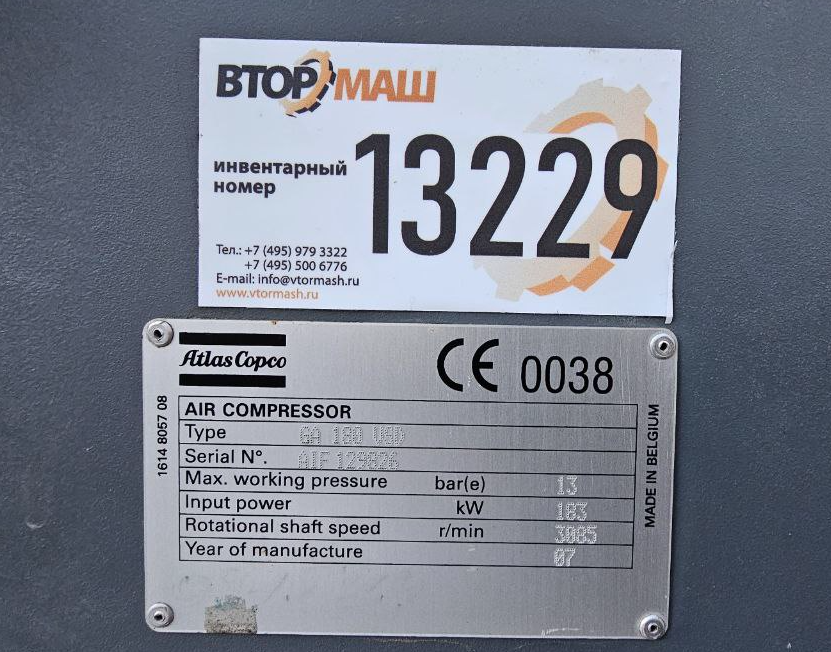 ВТОРМАШ
инвентарный
номер
13229
Тел.: +7 (495) 979 3322
+7 (495) 500 6776
E-mail: info@vtormash.ru
www.vtormash.ru
Atlas Copco
CE 0038
AIR COMPRESSOR
Type GA 180 VSD
Serial N°. AIF 129826
Max. working pressure bar(e) 13
Input power kW 183
Rotational shaft speed r/min 3085
Year of manufacture 07
1614 8057 08
MADE IN BELGIUM